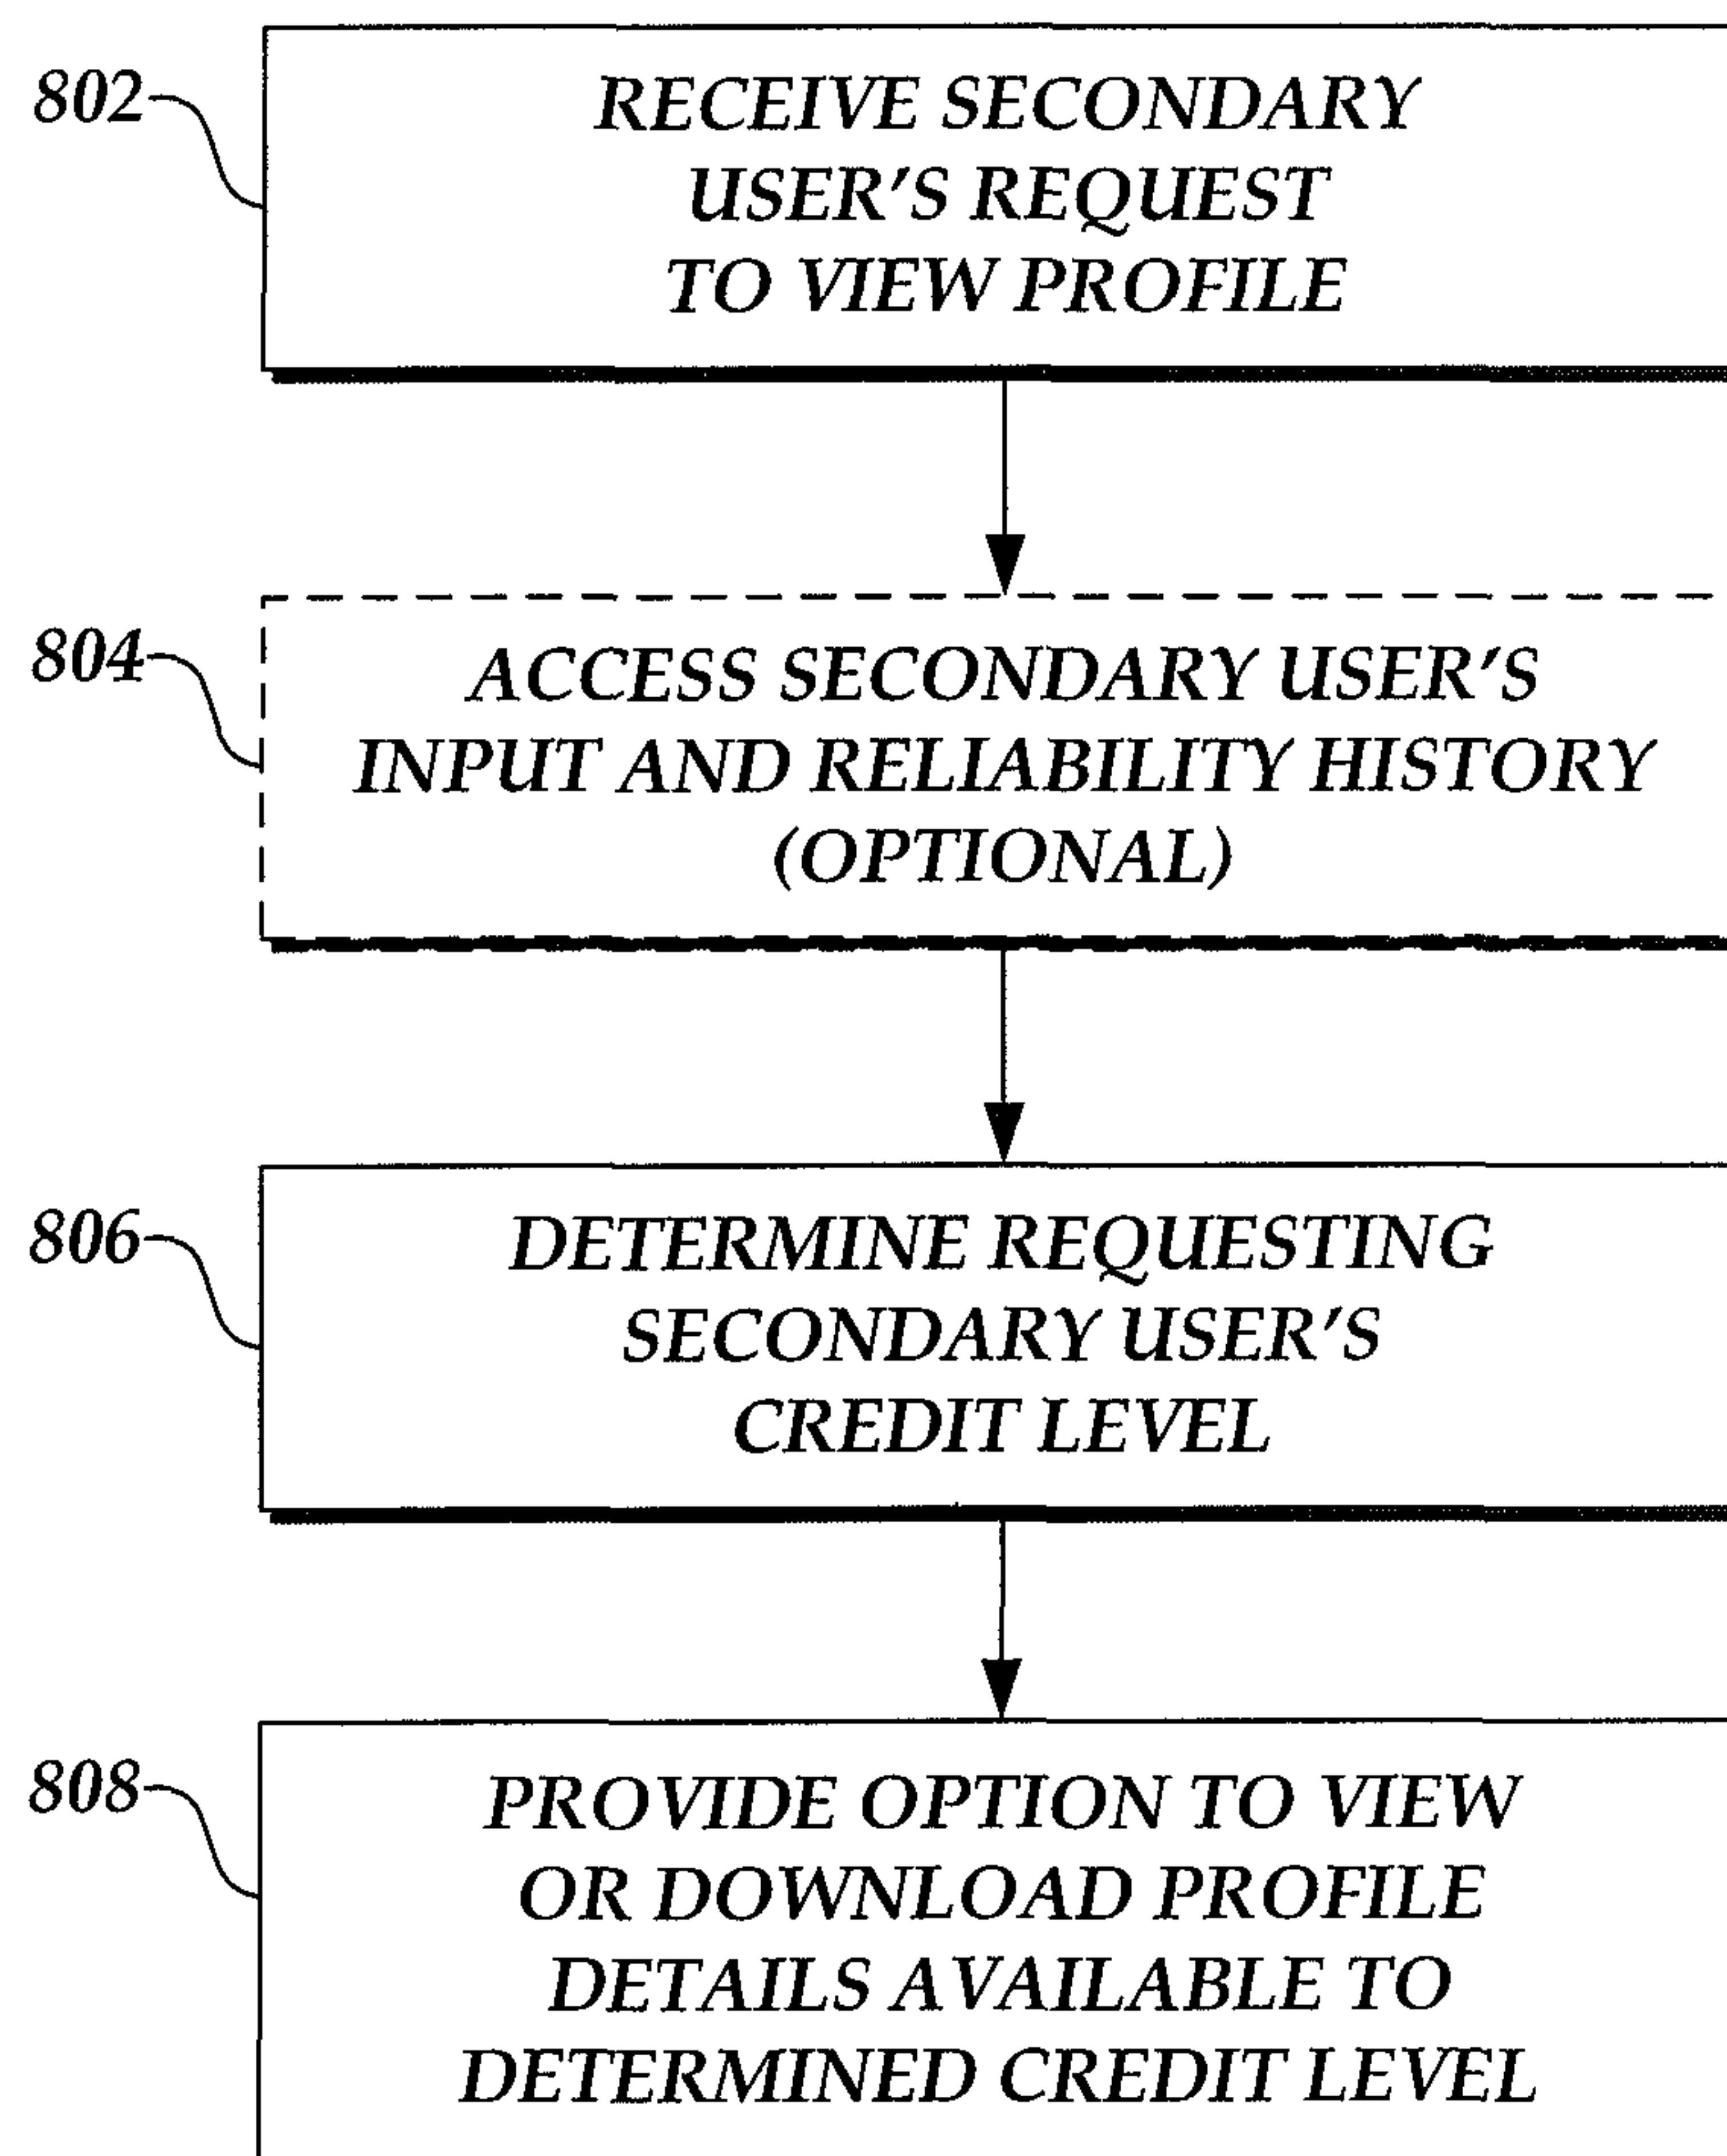 802
RECEIVE SECONDARY
USER'S REQUEST
TO VIEW PROFILE
804
ACCESS SECONDARY USER'S
INPUT AND RELIABILITY HISTORY
(OPTIONAL)
806
DETERMINE REQUESTING
SECONDARY USER'S
CREDIT LEVEL
808
PROVIDE OPTION TO VIEW
OR DOWNLOAD PROFILE
DETAILS AVAILABLE TO
DETERMINED CREDIT LEVEL